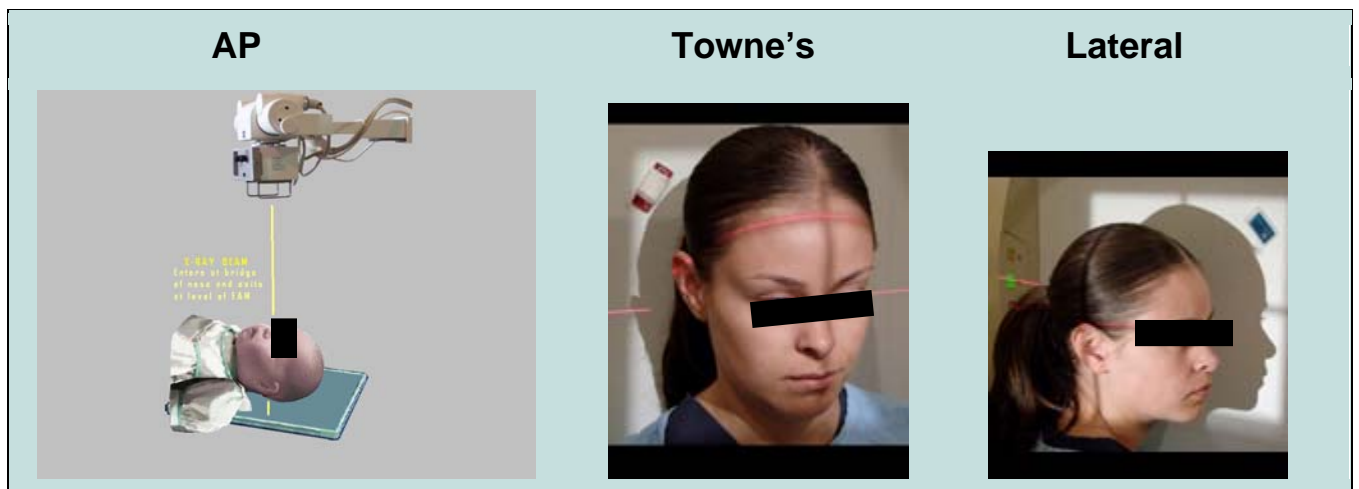 AP
Towne's
Lateral
X-RAY BEAM
Enters at bridge
of nose and exits
at level of EAM